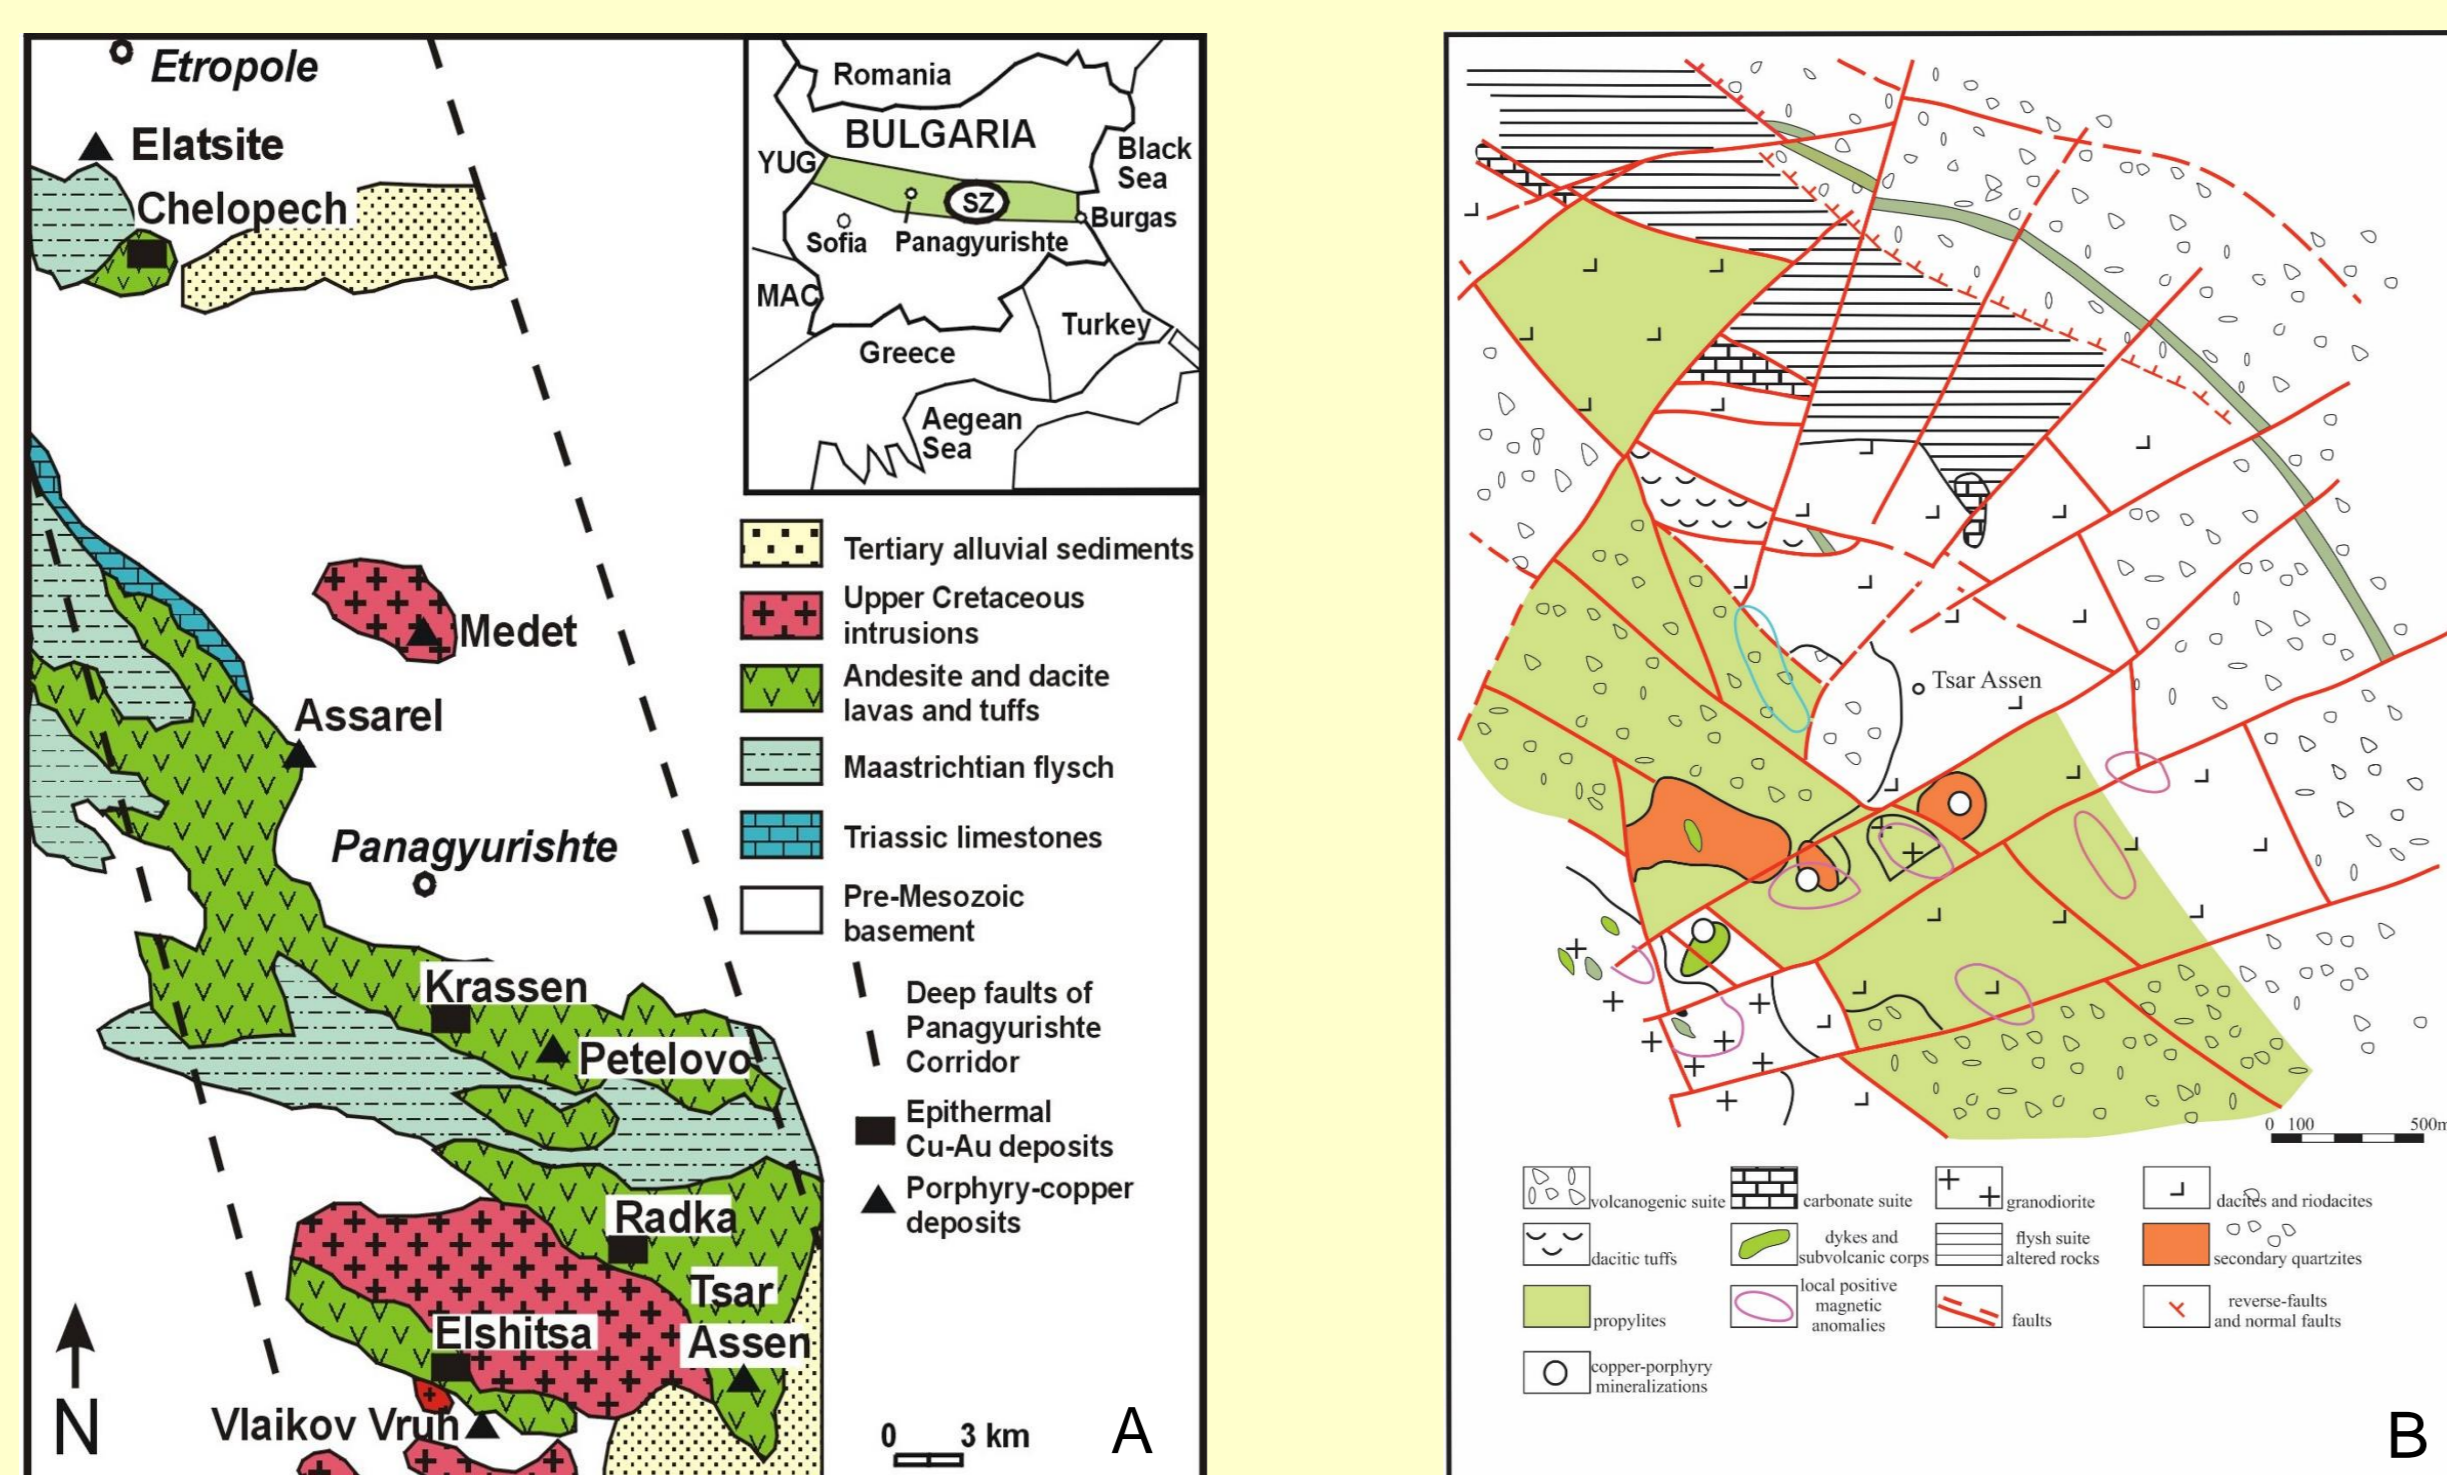 Etropole
Elatsite
Chelopech
Medet
Assarel
Panagyurishte
Krassen
Petelovo
Radka
Tsar
Assen
Elshitsa
Vlaikov Vruh
N
0 3 km
A
Romania
BULGARIA
YUG
Black
Sea
SZ
Burgas
Sofia
Panagyurishte
MAC
Turkey
Greece
Aegean
Sea
Tertiary alluvial sediments
Upper Cretaceous
intrusions
Andesite and dacite
lavas and tuffs
Maastrichtian flysch
Triassic limestones
Pre-Mesozoic
basement
Deep faults of
Panagyurishte
Corridor
Epithermal
Cu-Au deposits
Porphyry-copper
deposits
Tsar Assen
0 100 500m
volcanogenic suite
carbonate suite
granodiorite
dacites and riodacites
dacitic tuffs
dykes and
subvolcanic corps
flysh suite
altered rocks
secondary quartzites
propylites
local positive
magnetic
anomalies
faults
reverse-faults
and normal faults
copper-porphyry
mineralizations
B